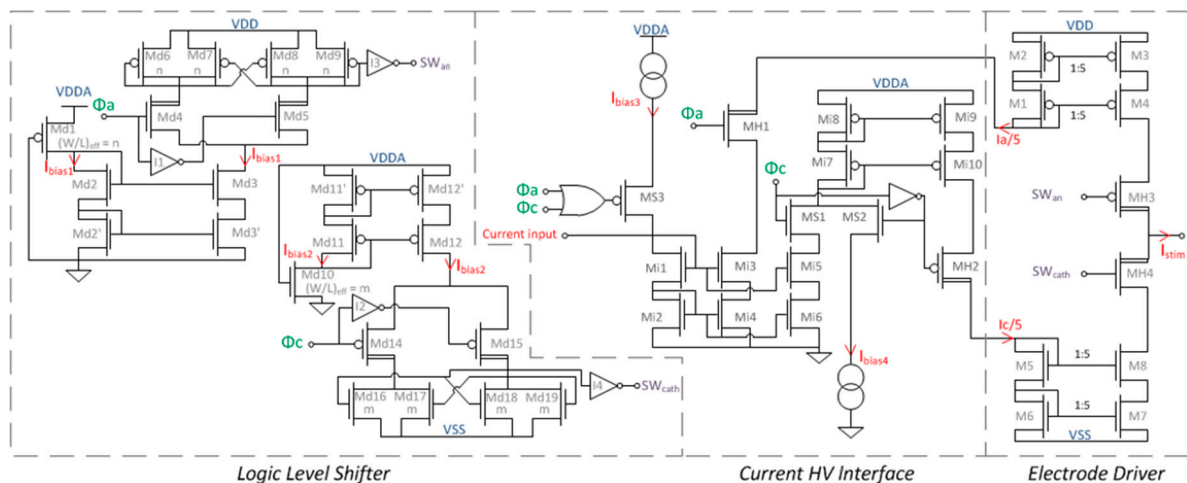 VDD
Md6
n
Md7
n
Md8
n
Md9
n
I3
SWan
VDDA
Φa
Md4
Md5
Md1
(W/L)eff = n
I1
Ibias1
Ibias1
Md2
Md3
Md2'
Md3'
VDDA
Md11'
Md12'
Md11
Md12
Ibias2
Ibias2
Md10
(W/L)eff = m
I2
Φc
Md14
Md15
Md16
m
Md17
m
Md18
m
Md19
m
I4
SWcath
VSS
Logic Level Shifter
VDDA
Ibias3
Φa
MH1
VDDA
Mi8
Mi9
Φc
Mi7
Mi10
Φa
Φc
MS3
MS1
MS2
Current input
Mi1
Mi3
Mi5
MH2
Mi2
Mi4
Mi6
Ibias4
Current HV Interface
VDD
M2
M3
1:5
M1
M4
1:5
Ia/5
SWan
MH3
Istim
SWcath
MH4
Ic/5
M5
1:5
M8
M6
1:5
M7
VSS
Electrode Driver